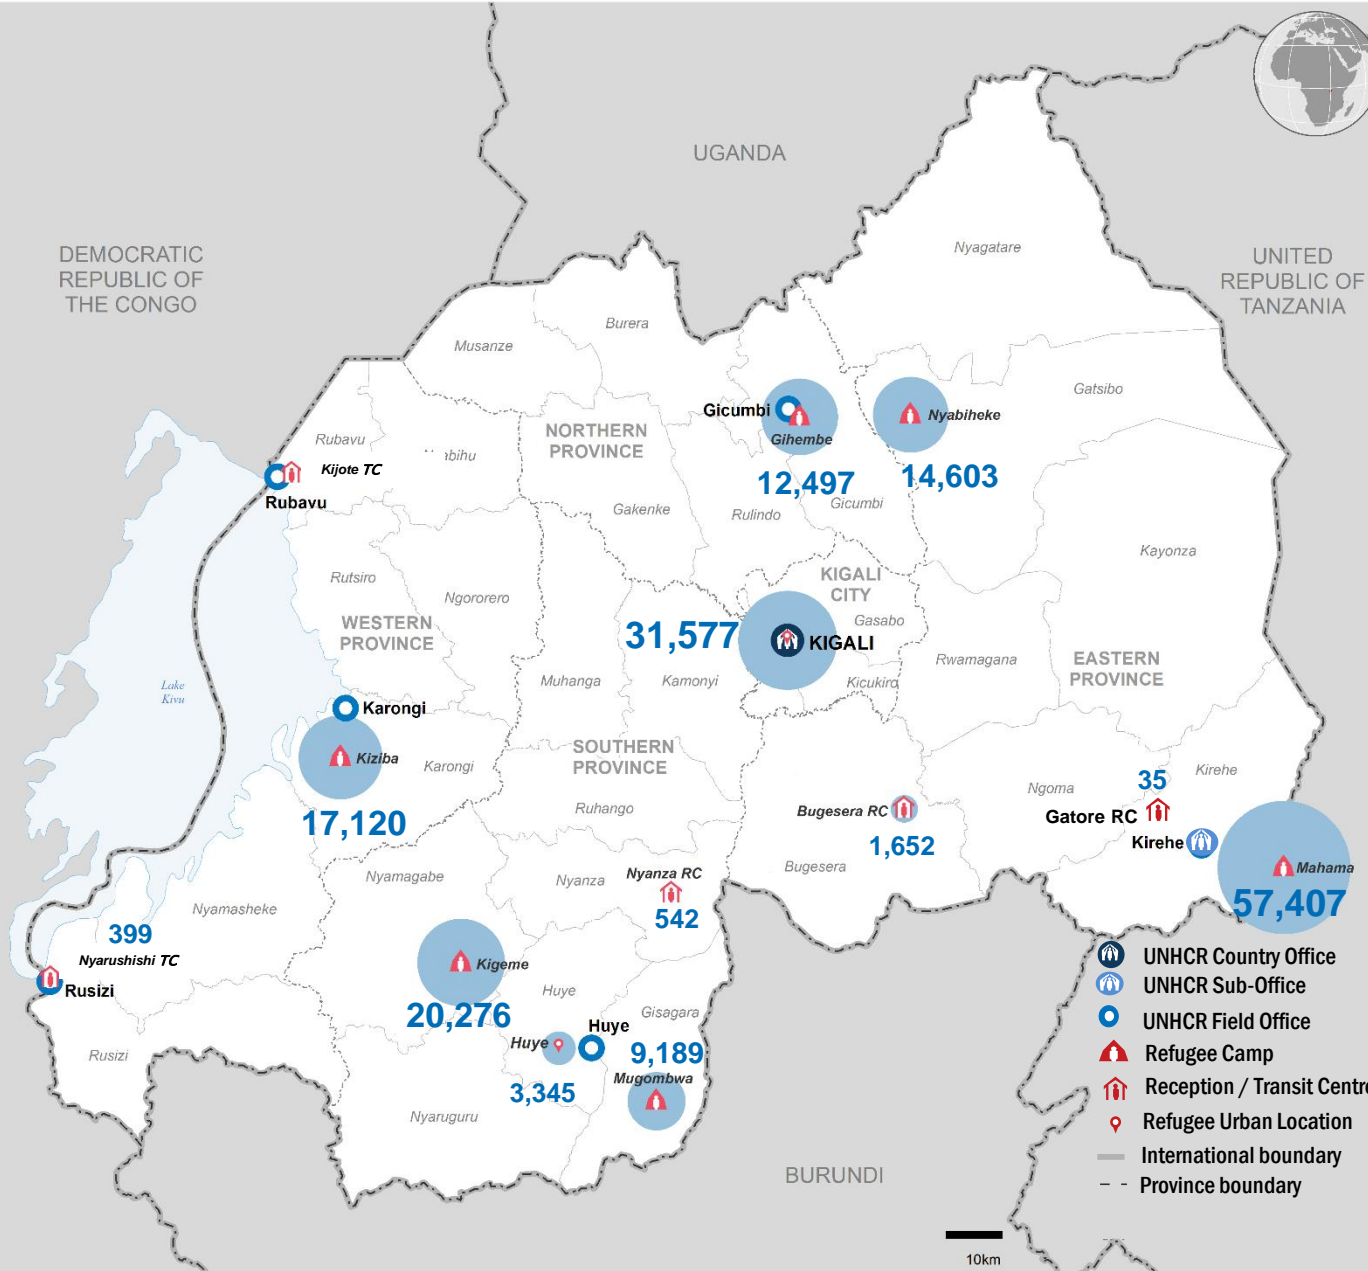 UGANDA
DEMOCRATIC
REPUBLIC OF
THE CONGO
UNITED
REPUBLIC OF
TANZANIA
Nyagatare
Burera
Musanze
Gatsibo
Gicumbi
Nyabiheke
Gihembe
NORTHERN
PROVINCE
Rubavu
Kijote TC
abihu
12,497
14,603
Rubavu
Gakenke
Rulindo
Gicumbi
Kayonza
Rutsiro
Ngororero
KIGALI
CITY
WESTERN
PROVINCE
31,577
Gasabo
KIGALI
Rwamagana
EASTERN
PROVINCE
Lake
Kivu
Muhanga
Kamonyi
Kicukiro
Karongi
Kiziba
Karongi
SOUTHERN
PROVINCE
Kirehe
35
Ngoma
Ruhango
Bugesera RC
Gatore RC
17,120
1,652
Kirehe
Bugesera
Mahama
57,407
Nyamagabe
Nyanza
Nyanza RC
542
Nyamasheke
399
Nyarushishi TC
Rusizi
Kigeme
20,276
Huye
Gisagara
Huye
Huye
9,189
Rusizi
3,345
Mugombwa
Nyaruguru
BURUNDI
UNHCR Country Office
UNHCR Sub-Office
UNHCR Field Office
Refugee Camp
Reception / Transit Centre
Refugee Urban Location
International boundary
Province boundary
10km